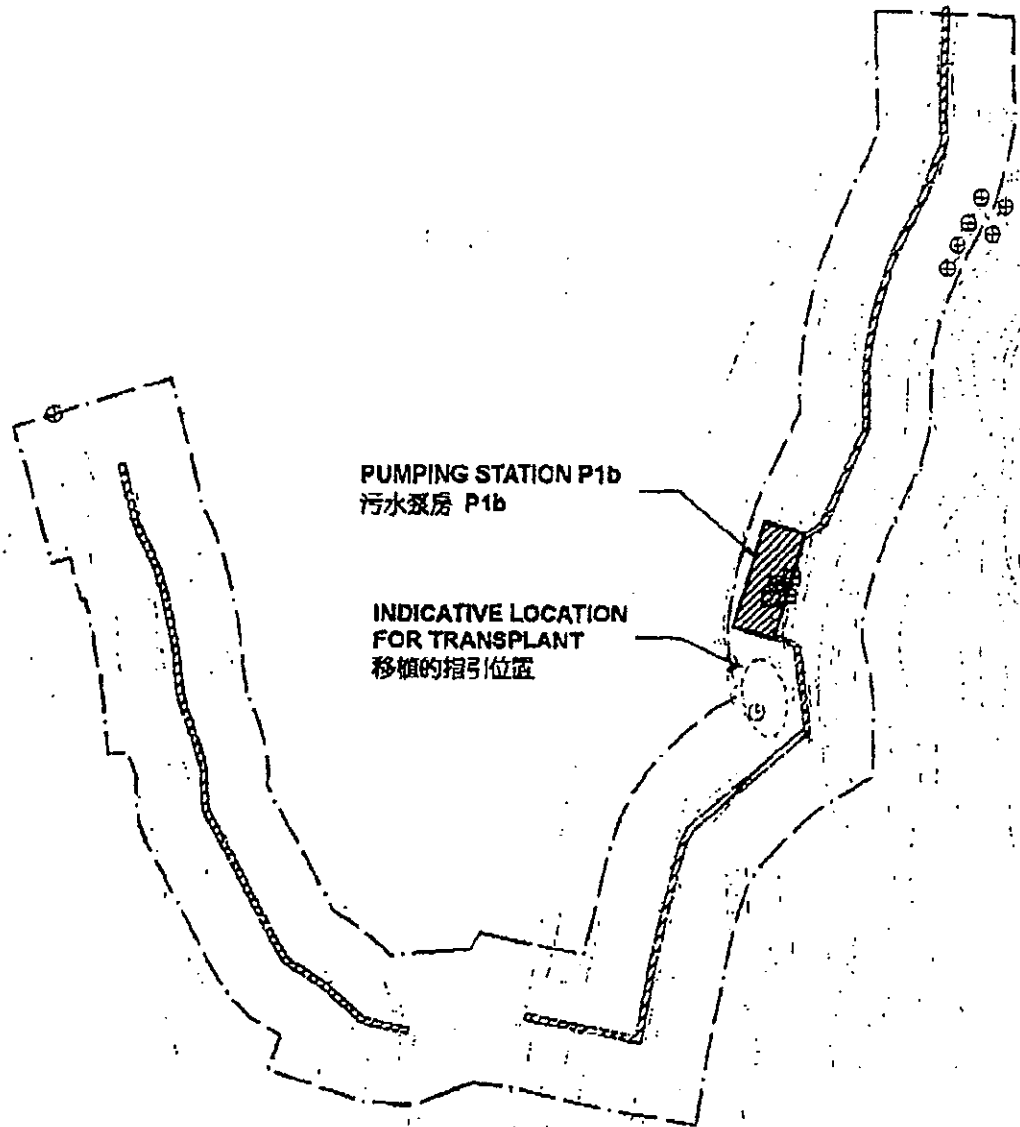 PUMPING STATION P1b
污水泵房 P1b
INDICATIVE LOCATION
FOR TRANSPLANT
移植的指引位置